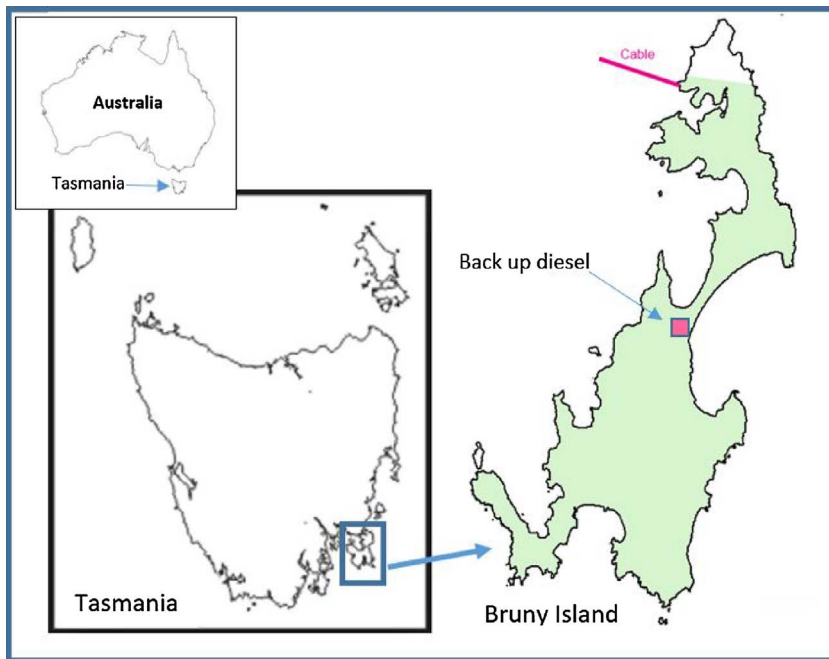 Australia
Tasmania
Cable
Back up diesel
Tasmania
Bruny Island